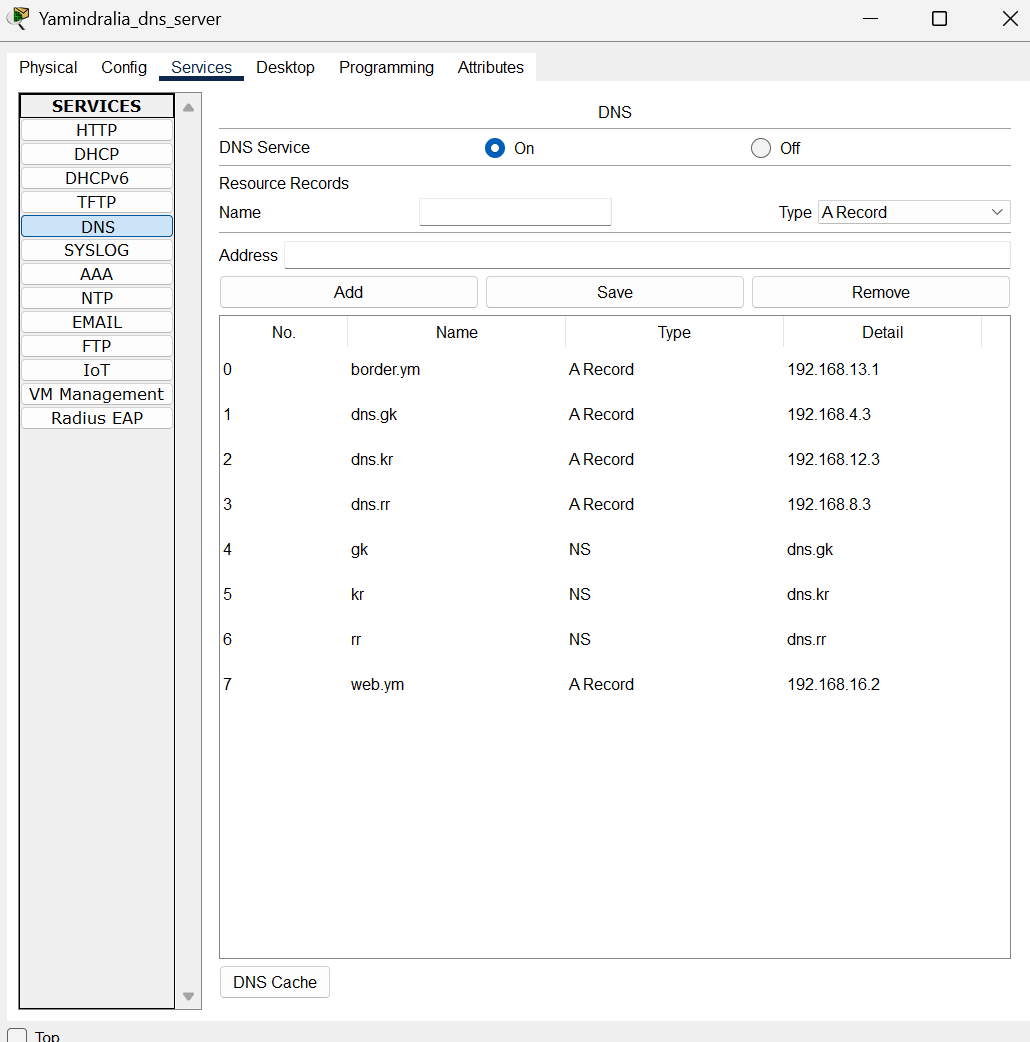 Yamindralia_dns_server
Physical Config Services Desktop Programming Attributes
SERVICES
HTTP
DHCP
DHCPv6
TFTP
DNS
SYSLOG
AAA
NTP
EMAIL
FTP
IoT
VM Management
Radius EAP
DNS
DNS Service On Off
Resource Records
Name Type A Record
Address
Add Save Remove
No. Name Type Detail
0 border.ym A Record 192.168.13.1
1 dns.gk A Record 192.168.4.3
2 dns.kr A Record 192.168.12.3
3 dns.rr A Record 192.168.8.3
4 gk NS dns.gk
5 kr NS dns.kr
6 rr NS dns.rr
7 web.ym A Record 192.168.16.2
DNS Cache
Top